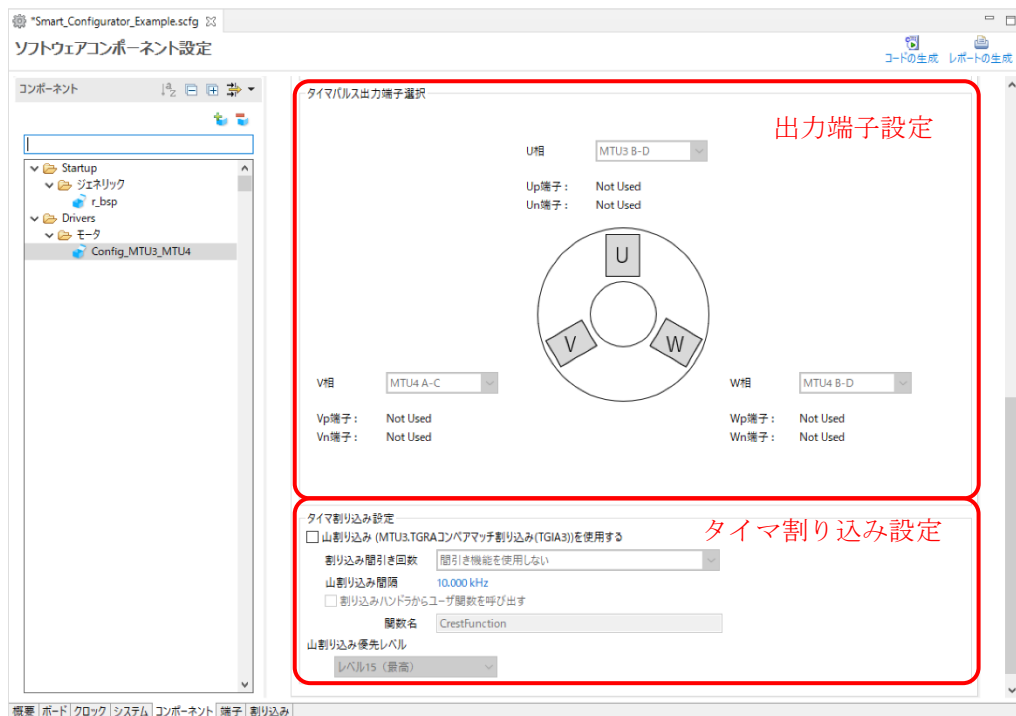 *Smart_Configurator_Example.scfg
ソフトウェアコンポーネント設定
コードの生成 レポートの生成
コンポーネント
Startup
ジェネリック
r_bsp
Drivers
モータ
Config_MTU3_MTU4
タイマパルス出力端子選択
出力端子設定
U相 MTU3 B-D
Up端子： Not Used
Un端子： Not Used
U
V W
V相 MTU4 A-C
Vp端子： Not Used
Vn端子： Not Used
W相 MTU4 B-D
Wp端子： Not Used
Wn端子： Not Used
タイマ割り込み設定
タイマ割り込み設定
山割り込み (MTU3.TGRAコンペアマッチ割り込み(TGIA3))を使用する
割り込み間引き回数 間引き機能を使用しない
山割り込み間隔 10.000 kHz
割り込みハンドラからユーザ関数を呼び出す
関数名 CrestFunction
山割り込み優先レベル
レベル15（最高）
概要 ボード クロック システム コンポーネント 端子 割り込み